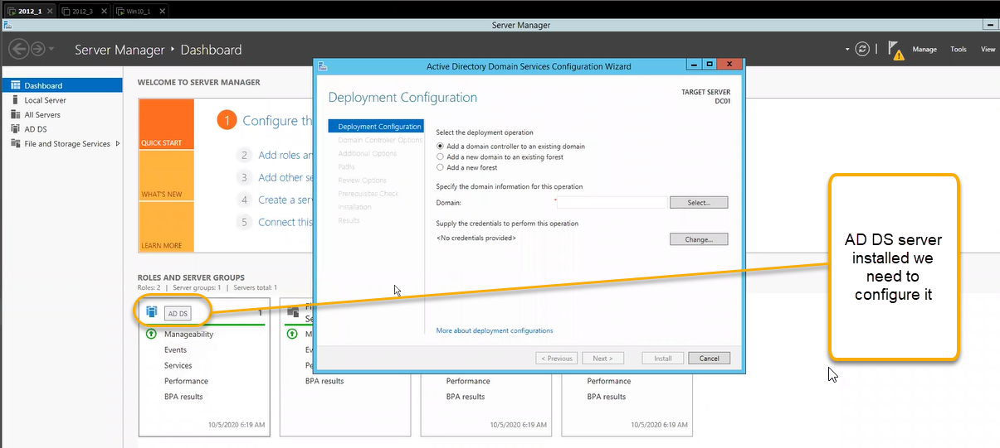 2012_1
2012_3
Win10_1
Server Manager
Server Manager • Dashboard
Manage
Tools
View
Dashboard
Local Server
All Servers
AD DS
File and Storage Services
WELCOME TO SERVER MANAGER
QUICK START
WHAT'S NEW
LEARN MORE
1 Configure th
2 Add roles an
3 Add other se
4 Create a serv
5 Connect this
ROLES AND SERVER GROUPS
Roles: 2 | Server groups: 1 | Servers total: 1
AD DS
1
Manageability
Events
Services
Performance
BPA results
10/5/2020 6:19 AM
Fi
Se
M
Ev
Pe
BPA results
Performance
BPA results
10/5/2020 6:19 AM
Performance
BPA results
10/5/2020 6:19 AM
Active Directory Domain Services Configuration Wizard
Deployment Configuration
TARGET SERVER
DC01
Deployment Configuration
Domain Controller Options
Additional Options
Paths
Review Options
Prerequisites Check
Installation
Results
Select the deployment operation
Add a domain controller to an existing domain
Add a new domain to an existing forest
Add a new forest
Specify the domain information for this operation
Domain:
*
Select...
Supply the credentials to perform this operation
<No credentials provided>
Change...
More about deployment configurations
< Previous
Next >
Install
Cancel
AD DS server
installed we
need to
configure it